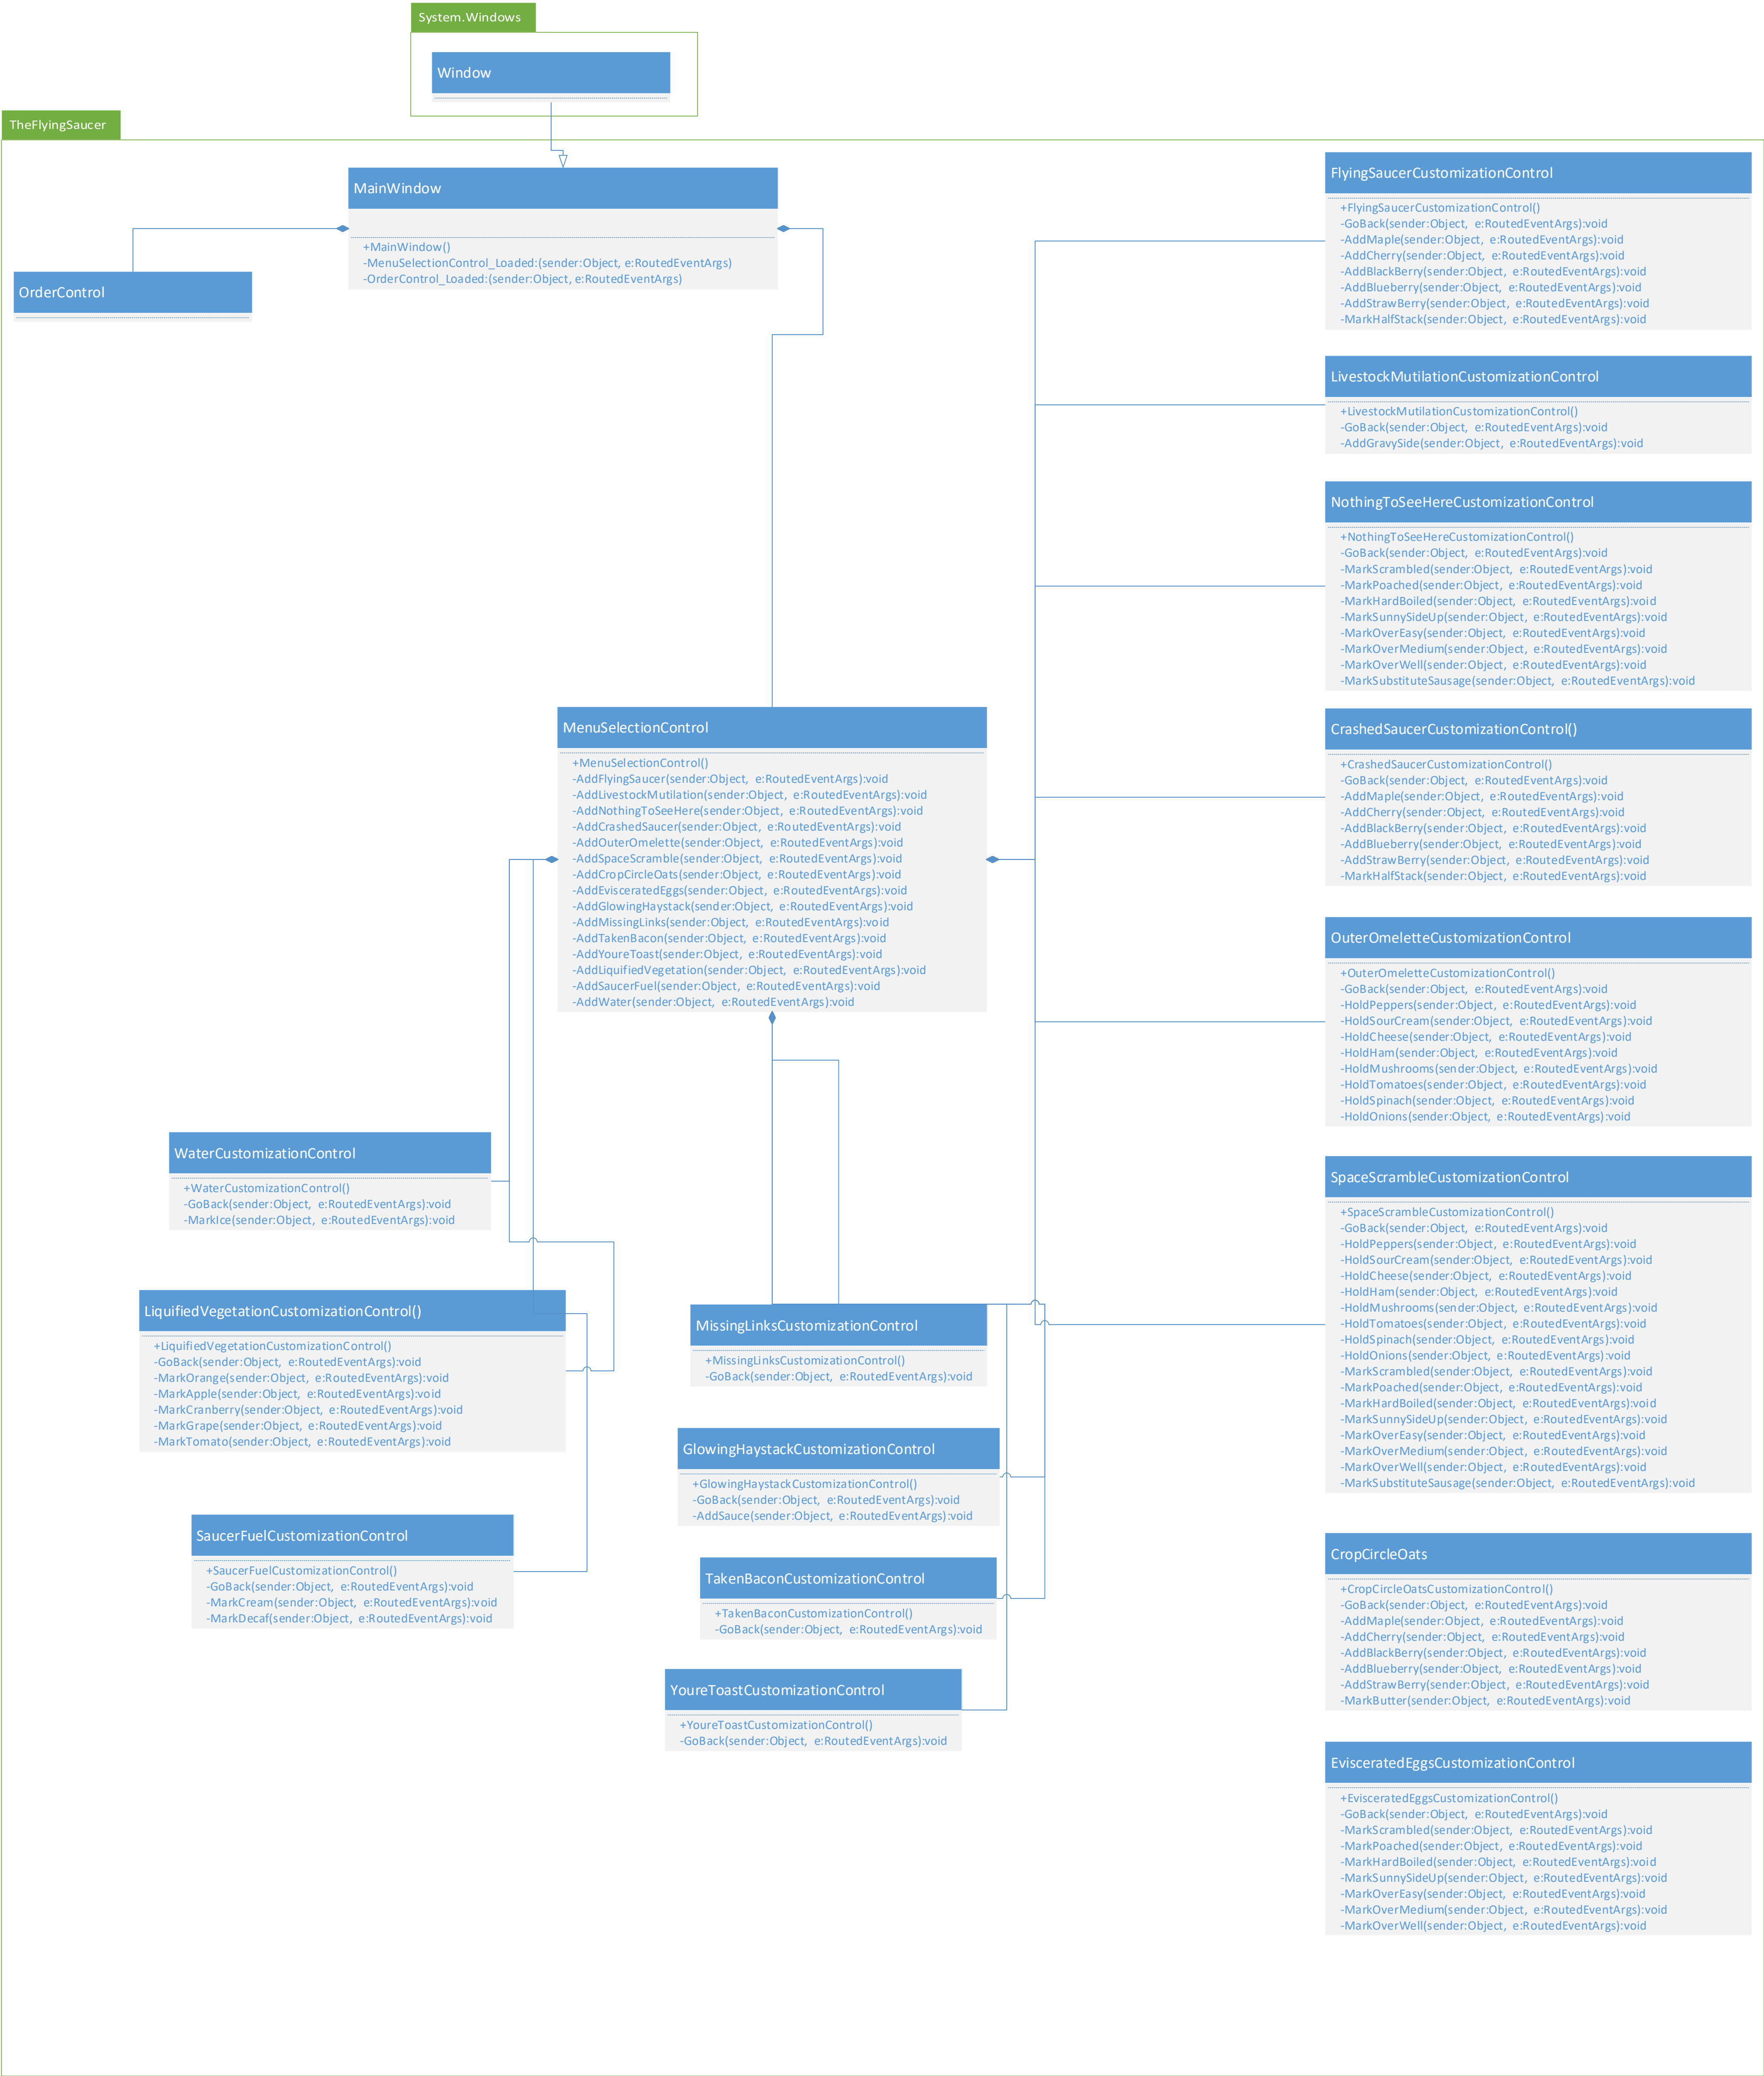 System.Windows
Window
TheFlyingSaucer
MainWindow
+MainWindow()
-MenuSelectionControl_Loaded:(sender:Object, e:RoutedEventArgs)
-OrderControl_Loaded:(sender:Object, e:RoutedEventArgs)
OrderControl
MenuSelectionControl
+MenuSelectionControl()
-AddFlyingSaucer(sender:Object, e:RoutedEventArgs):void
-AddLivestockMutilation(sender:Object, e:RoutedEventArgs):void
-AddNothingToSeeHere(sender:Object, e:RoutedEventArgs):void
-AddCrashedSaucer(sender:Object, e:RoutedEventArgs):void
-AddOuterOmelette(sender:Object, e:RoutedEventArgs):void
-AddSpaceScramble(sender:Object, e:RoutedEventArgs):void
-AddCropCircleOats(sender:Object, e:RoutedEventArgs):void
-AddEvisceratedEggs(sender:Object, e:RoutedEventArgs):void
-AddGlowingHaystack(sender:Object, e:RoutedEventArgs):void
-AddMissingLinks(sender:Object, e:RoutedEventArgs):void
-AddTakenBacon(sender:Object, e:RoutedEventArgs):void
-AddYoureToast(sender:Object, e:RoutedEventArgs):void
-AddLiquifiedVegetation(sender:Object, e:RoutedEventArgs):void
-AddSaucerFuel(sender:Object, e:RoutedEventArgs):void
-AddWater(sender:Object, e:RoutedEventArgs):void
WaterCustomizationControl
+WaterCustomizationControl()
-GoBack(sender:Object, e:RoutedEventArgs):void
-MarkIce(sender:Object, e:RoutedEventArgs):void
LiquifiedVegetationCustomizationControl()
+LiquifiedVegetationCustomizationControl()
-GoBack(sender:Object, e:RoutedEventArgs):void
-MarkOrange(sender:Object, e:RoutedEventArgs):void
-MarkApple(sender:Object, e:RoutedEventArgs):void
-MarkCranberry(sender:Object, e:RoutedEventArgs):void
-MarkGrape(sender:Object, e:RoutedEventArgs):void
-MarkTomato(sender:Object, e:RoutedEventArgs):void
SaucerFuelCustomizationControl
+SaucerFuelCustomizationControl()
-GoBack(sender:Object, e:RoutedEventArgs):void
-MarkCream(sender:Object, e:RoutedEventArgs):void
-MarkDecaf(sender:Object, e:RoutedEventArgs):void
MissingLinksCustomizationControl
+MissingLinksCustomizationControl()
-GoBack(sender:Object, e:RoutedEventArgs):void
GlowingHaystackCustomizationControl
+GlowingHaystackCustomizationControl()
-GoBack(sender:Object, e:RoutedEventArgs):void
-AddSauce(sender:Object, e:RoutedEventArgs):void
TakenBaconCustomizationControl
+TakenBaconCustomizationControl()
-GoBack(sender:Object, e:RoutedEventArgs):void
YoureToastCustomizationControl
+YoureToastCustomizationControl()
-GoBack(sender:Object, e:RoutedEventArgs):void
FlyingSaucerCustomizationControl
+FlyingSaucerCustomizationControl()
-GoBack(sender:Object, e:RoutedEventArgs):void
-AddMaple(sender:Object, e:RoutedEventArgs):void
-AddCherry(sender:Object, e:RoutedEventArgs):void
-AddBlackBerry(sender:Object, e:RoutedEventArgs):void
-AddBlueberry(sender:Object, e:RoutedEventArgs):void
-AddStrawBerry(sender:Object, e:RoutedEventArgs):void
-MarkHalfStack(sender:Object, e:RoutedEventArgs):void
LivestockMutilationCustomizationControl
+LivestockMutilationCustomizationControl()
-GoBack(sender:Object, e:RoutedEventArgs):void
-AddGravySide(sender:Object, e:RoutedEventArgs):void
NothingToSeeHereCustomizationControl
+NothingToSeeHereCustomizationControl()
-GoBack(sender:Object, e:RoutedEventArgs):void
-MarkScrambled(sender:Object, e:RoutedEventArgs):void
-MarkPoached(sender:Object, e:RoutedEventArgs):void
-MarkHardBoiled(sender:Object, e:RoutedEventArgs):void
-MarkSunnySideUp(sender:Object, e:RoutedEventArgs):void
-MarkOverEasy(sender:Object, e:RoutedEventArgs):void
-MarkOverMedium(sender:Object, e:RoutedEventArgs):void
-MarkOverWell(sender:Object, e:RoutedEventArgs):void
-MarkSubstituteSausage(sender:Object, e:RoutedEventArgs):void
CrashedSaucerCustomizationControl()
+CrashedSaucerCustomizationControl()
-GoBack(sender:Object, e:RoutedEventArgs):void
-AddMaple(sender:Object, e:RoutedEventArgs):void
-AddCherry(sender:Object, e:RoutedEventArgs):void
-AddBlackBerry(sender:Object, e:RoutedEventArgs):void
-AddBlueberry(sender:Object, e:RoutedEventArgs):void
-AddStrawBerry(sender:Object, e:RoutedEventArgs):void
-MarkHalfStack(sender:Object, e:RoutedEventArgs):void
OuterOmeletteCustomizationControl
+OuterOmeletteCustomizationControl()
-GoBack(sender:Object, e:RoutedEventArgs):void
-HoldPeppers(sender:Object, e:RoutedEventArgs):void
-HoldSourCream(sender:Object, e:RoutedEventArgs):void
-HoldCheese(sender:Object, e:RoutedEventArgs):void
-HoldHam(sender:Object, e:RoutedEventArgs):void
-HoldMushrooms(sender:Object, e:RoutedEventArgs):void
-HoldTomatoes(sender:Object, e:RoutedEventArgs):void
-HoldSpinach(sender:Object, e:RoutedEventArgs):void
-HoldOnions(sender:Object, e:RoutedEventArgs):void
SpaceScrambleCustomizationControl
+SpaceScrambleCustomizationControl()
-GoBack(sender:Object, e:RoutedEventArgs):void
-HoldPeppers(sender:Object, e:RoutedEventArgs):void
-HoldSourCream(sender:Object, e:RoutedEventArgs):void
-HoldCheese(sender:Object, e:RoutedEventArgs):void
-HoldHam(sender:Object, e:RoutedEventArgs):void
-HoldMushrooms(sender:Object, e:RoutedEventArgs):void
-HoldTomatoes(sender:Object, e:RoutedEventArgs):void
-HoldSpinach(sender:Object, e:RoutedEventArgs):void
-HoldOnions(sender:Object, e:RoutedEventArgs):void
-MarkScrambled(sender:Object, e:RoutedEventArgs):void
-MarkPoached(sender:Object, e:RoutedEventArgs):void
-MarkHardBoiled(sender:Object, e:RoutedEventArgs):void
-MarkSunnySideUp(sender:Object, e:RoutedEventArgs):void
-MarkOverEasy(sender:Object, e:RoutedEventArgs):void
-MarkOverMedium(sender:Object, e:RoutedEventArgs):void
-MarkOverWell(sender:Object, e:RoutedEventArgs):void
-MarkSubstituteSausage(sender:Object, e:RoutedEventArgs):void
CropCircleOats
+CropCircleOatsCustomizationControl()
-GoBack(sender:Object, e:RoutedEventArgs):void
-AddMaple(sender:Object, e:RoutedEventArgs):void
-AddCherry(sender:Object, e:RoutedEventArgs):void
-AddBlackBerry(sender:Object, e:RoutedEventArgs):void
-AddBlueberry(sender:Object, e:RoutedEventArgs):void
-AddStrawBerry(sender:Object, e:RoutedEventArgs):void
-MarkButter(sender:Object, e:RoutedEventArgs):void
EvisceratedEggsCustomizationControl
+EvisceratedEggsCustomizationControl()
-GoBack(sender:Object, e:RoutedEventArgs):void
-MarkScrambled(sender:Object, e:RoutedEventArgs):void
-MarkPoached(sender:Object, e:RoutedEventArgs):void
-MarkHardBoiled(sender:Object, e:RoutedEventArgs):void
-MarkSunnySideUp(sender:Object, e:RoutedEventArgs):void
-MarkOverEasy(sender:Object, e:RoutedEventArgs):void
-MarkOverMedium(sender:Object, e:RoutedEventArgs):void
-MarkOverWell(sender:Object, e:RoutedEventArgs):void